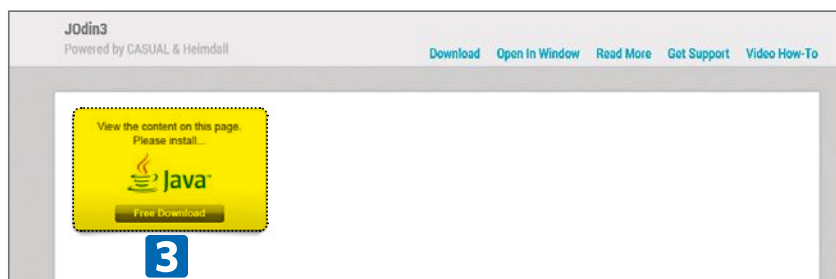 JOdin3
Powered by CASUAL & Heimdall
Download Open In Window Read More Get Support Video How-To
View the content on this page.
Please install...
Java
Free Download
3